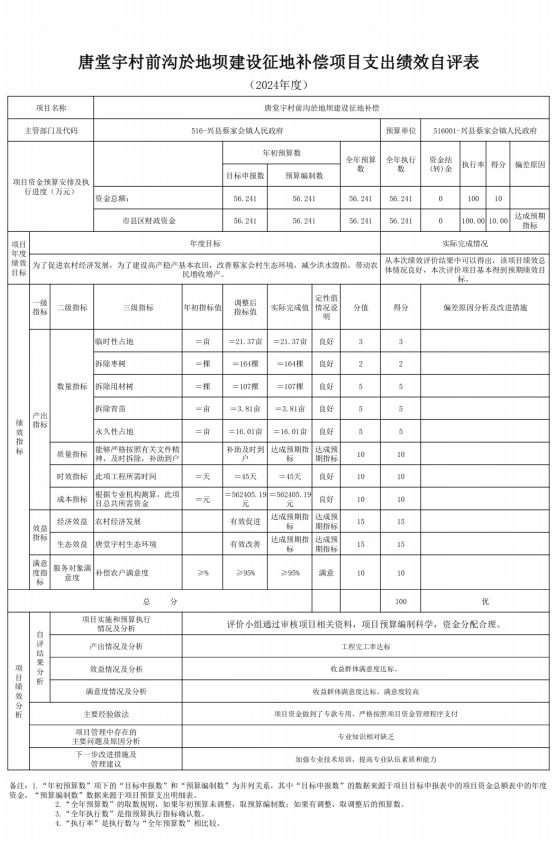 唐堂宇村前沟於地坝建设征地补偿项目支出绩效自评表
（2024年度）
项目名称 唐堂宇村前沟於地坝建设征地补偿
主管部门及代码 516-兴县蔡家会镇人民政府 预算单位 516001-兴县蔡家会镇人民政府
项目资金预算安排及执行进度（万元） 年初预算数 全年预算数 全年执行数 资金结(转)余 执行率 得分 偏差原因
目标申报数 预算编制数
资金总额： 56.241 56.241 56.241 56.241 0 100 10
市县区财政资金 56.241 56.241 56.241 56.241 0 100.00 10.00 达成预期指标
项目年度绩效目标 年度目标 实际完成情况
为了促进农村经济发展，为了建设高产稳产基本农田，改善蔡家会村生态环境，减少洪水毁损，带动农民增收增产。 从本次绩效评价结果中可以得出，该项目绩效总体情况良好，本次评价项目基本得到预期绩效目标。
绩效指标 一级指标 二级指标 三级指标 年初指标值 调整后指标值 实际完成值 定性值情况说明 分值 得分 偏差原因分析及改进措施
产出指标 数量指标 临时性占地 ＝亩 ＝21.37亩 ＝21.37亩 良好 3 3
拆除枣树 ＝棵 ＝164棵 ＝164棵 良好 2 2
拆除用材树 ＝棵 ＝107棵 ＝107棵 良好 5 5
拆除青苗 ＝亩 ＝3.81亩 ＝3.81亩 良好 5 5
永久性占地 ＝亩 ＝16.01亩 ＝16.01亩 良好 5 5
质量指标 能够严格按照有关文件精神，及时拆除，补助到户 补助及时到户 达成预期指标 达成预期指标 10 10
时效指标 此项工程所需时间 ＝天 ＝45天 ＝45天 良好 10 10
成本指标 根据专业机构测算，此项目总共所需资金 ＝元 ＝562405.19元 ＝562405.19元 良好 10 10
效益指标 经济效益 农村经济发展 有效促进 达成预期指标 达成预期指标 15 15
生态效益 唐堂宇村生态环境 有效改善 达成预期指标 达成预期指标 15 15
满意度指标 服务对象满意度 补偿农户满意度 ≥% ≥95% ≥95% 满意 10 10
总 分 100 优
项目绩效分析 自评结果分析 项目实施和预算执行情况及分析 评价小组通过审核项目相关资料，项目预算编制科学，资金分配合理。
产出情况及分析 工程完工率达标
效益情况及分析 收益群体满意度达标。
满意度情况及分析 收益群体满意度达标，满意度较高
主要经验做法 项目资金做到了专款专用，严格按照项目资金管理程序支付
项目管理中存在的主要问题及原因分析 专业知识相对缺乏
下一步改进措施及管理建议 加强专业技术培训，提高专业队伍素质和能力
备注：1.“年初预算数”项下的“目标申报数”和“预算编制数”为并列关系，其中“目标申报数”的数据来源于项目目标申报表中的项目资金总额表中的年度
资金，“预算编制数”数据来源于项目预算支出明细表。
2.“全年预算数”的取数规则，如果年初预算未调整，取预算编制数；如果有调整，取调整后的预算数。
3.“全年执行数”是指预算执行指标确认数。
4.“执行率”是执行数与“全年预算数”相比较。